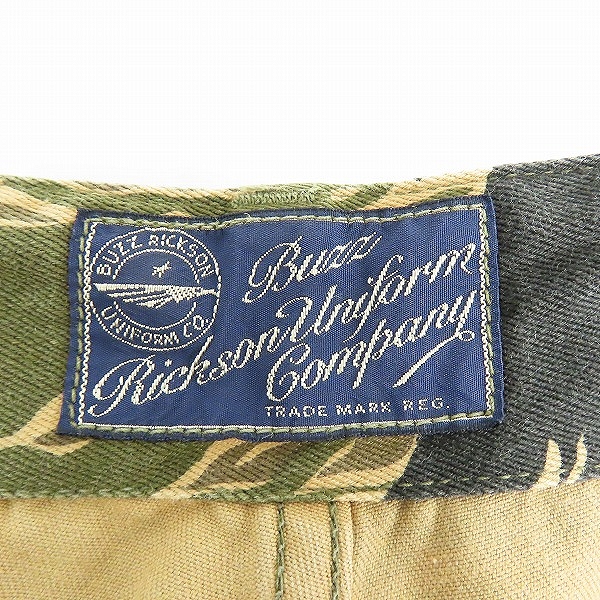 BUZZ RICKSON
UNIFORM CO.
Buzz
Rickson Uniform
Company
TRADE MARK REG.